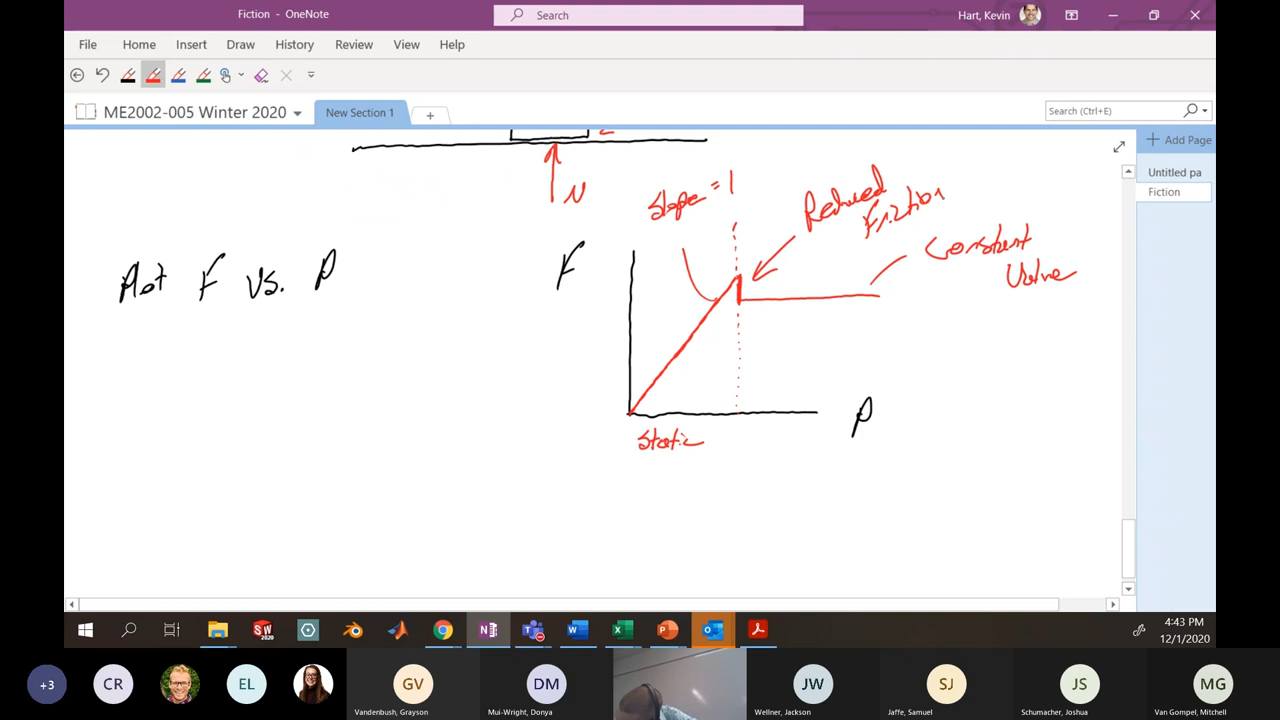 Fiction - OneNote
Search
Hart, Kevin
File Home Insert Draw History Review View Help
ME2002-005 Winter 2020
New Section 1
+
Search (Ctrl+E)
Add Page
Untitled pa
Fiction
N
Slope = 1
Reduced
Friction
Constant
Value
Plot F vs. P
F
P
Static
4:43 PM
12/1/2020
+3
CR
EL
GV
Vandenbush, Grayson
DM
Mui-Wright, Donya
JW
Wellner, Jackson
SJ
Jaffe, Samuel
JS
Schumacher, Joshua
MG
Van Gompel, Mitchell